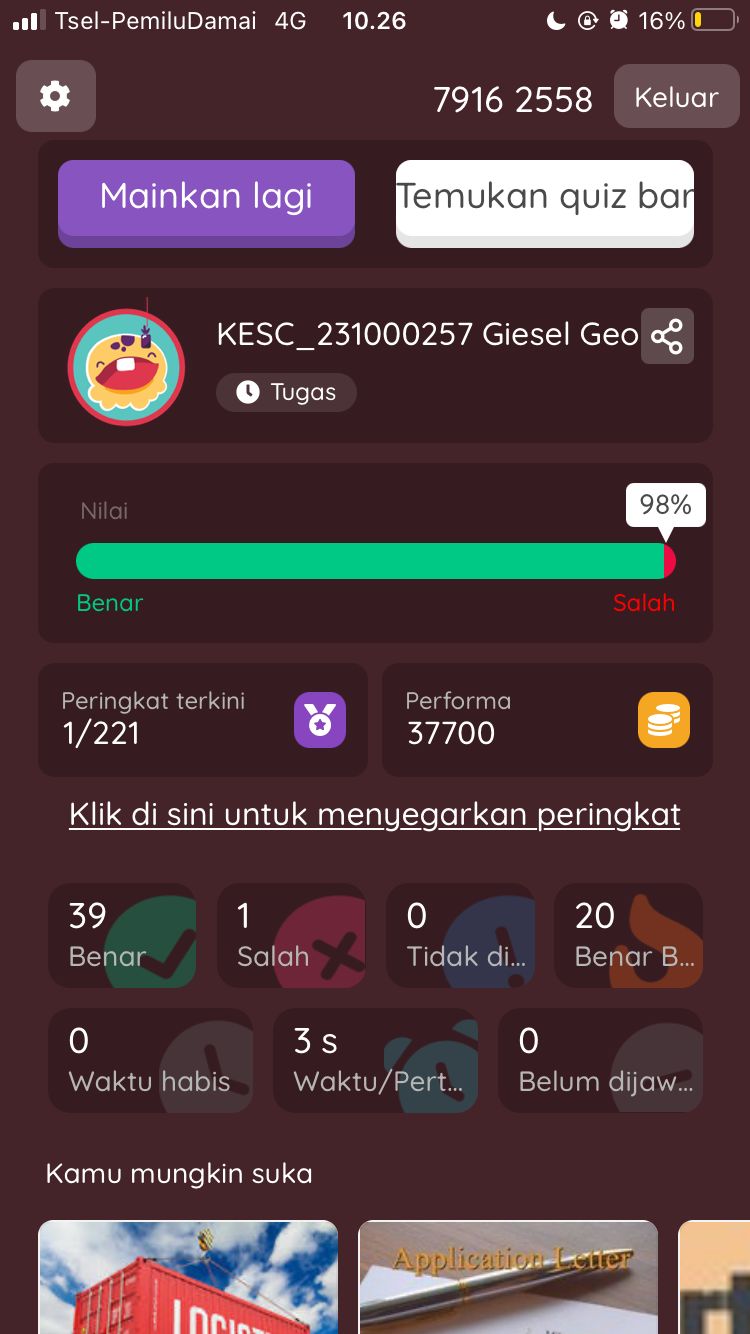 Tsel-PemiluDamai 4G 10.26 16%
7916 2558 Keluar
Mainkan lagi
Temukan quiz bar
KESC_231000257 Giesel Geo
Tugas
98%
Nilai
Benar Salah
Peringkat terkini
1/221
Performa
37700
Klik di sini untuk menyegarkan peringkat
39
Benar
1
Salah
0
Tidak di...
20
Benar B...
0
Waktu habis
3 s
Waktu/Pert...
0
Belum dijaw...
Kamu mungkin suka
Application Letter